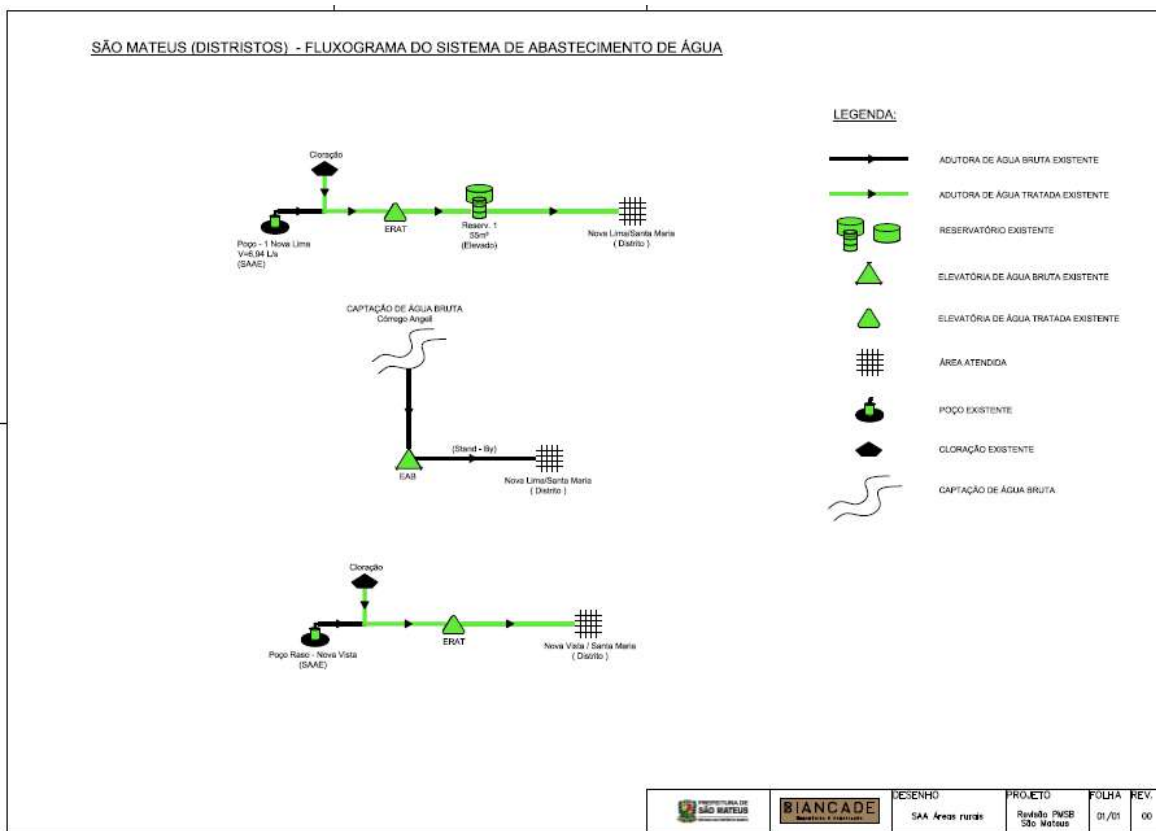 SÃO MATEUS (DISTRISTOS) - FLUXOGRAMA DO SISTEMA DE ABASTECIMENTO DE ÁGUA
Cloração
Poço - 1 Nova Lima
V=6,94 L/s
(SAAE)
ERAT
Reserv. 1
55m³
(Elevado)
Nova Lima/Santa Maria
( Distrito )
CAPTAÇÃO DE ÁGUA BRUTA
Córrego Angeli
(Stand - By)
EAB
Nova Lima/Santa Maria
( Distrito )
Cloração
Poço Raso - Nova Vista
(SAAE)
ERAT
Nova Vista / Santa Maria
( Distrito )
LEGENDA:
ADUTORA DE ÁGUA BRUTA EXISTENTE
ADUTORA DE ÁGUA TRATADA EXISTENTE
RESERVATÓRIO EXISTENTE
ELEVATÓRIA DE ÁGUA BRUTA EXISTENTE
ELEVATÓRIA DE ÁGUA TRATADA EXISTENTE
ÁREA ATENDIDA
POÇO EXISTENTE
CLORAÇÃO EXISTENTE
CAPTAÇÃO DE ÁGUA BRUTA
PREFEITURA DE
SÃO MATEUS
BIANCADE
DESENHO
SAA Áreas rurais
PROJETO
Revisão PMSB
São Mateus
FOLHA
01/01
REV.
00